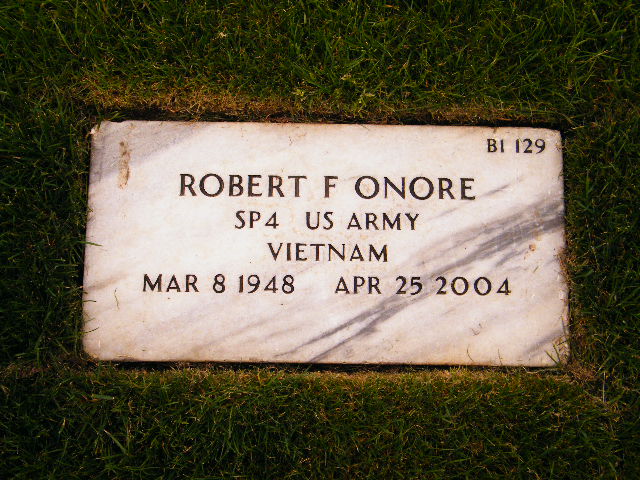 B1 129
ROBERT F ONORE
SP4 US ARMY
VIETNAM
MAR 8 1948 APR 25 2004